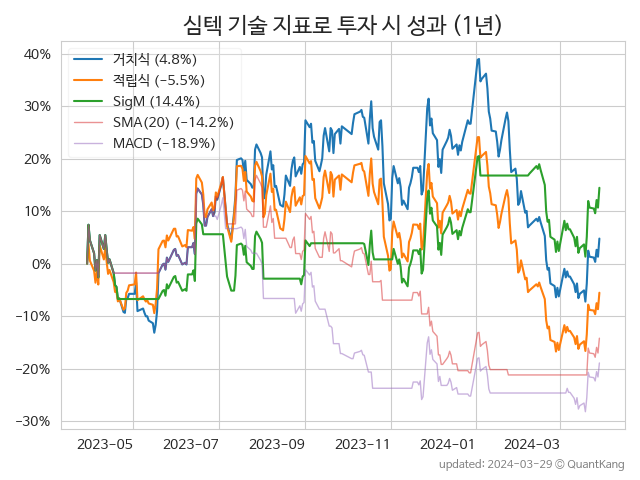 심텍 기술 지표로 투자 시 성과 (1년)
40%
30%
20%
10%
0%
−10%
−20%
−30%
거치식 (4.8%)
적립식 (−5.5%)
SigM (14.4%)
SMA(20) (−14.2%)
MACD (−18.9%)
2023−05 2023−07 2023−09 2023−11 2024−01 2024−03
updated: 2024−03−29 © QuantKang